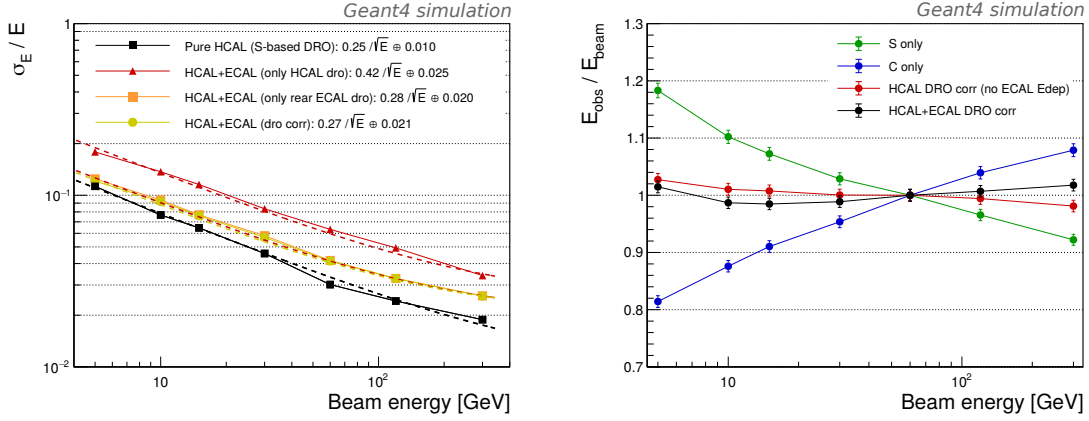 Geant4 simulation
σ_E / E
Pure HCAL (S-based DRO): 0.25 /√E ⊕ 0.010
HCAL+ECAL (only HCAL dro): 0.42 /√E ⊕ 0.025
HCAL+ECAL (only rear ECAL dro): 0.28 /√E ⊕ 0.020
HCAL+ECAL (dro corr): 0.27 /√E ⊕ 0.021
1
10⁻¹
10⁻²
10
10²
Beam energy [GeV]
Geant4 simulation
E_obs / E_beam
S only
C only
HCAL DRO corr (no ECAL Edep)
HCAL+ECAL DRO corr
1.3
1.2
1.1
1
0.9
0.8
0.7
10
10²
Beam energy [GeV]